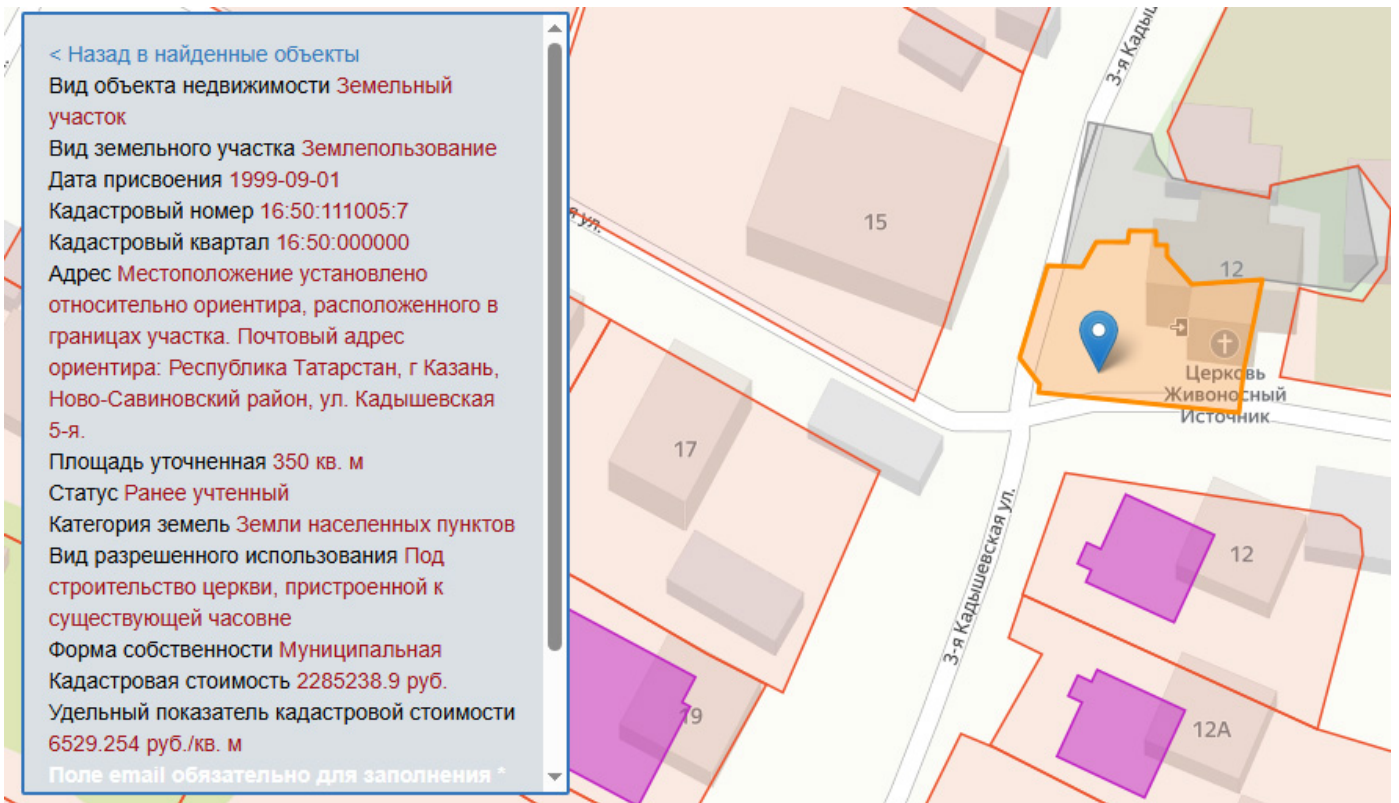 < Назад в найденные объекты
Вид объекта недвижимости Земельный
участок
Вид земельного участка Землепользование
Дата присвоения 1999-09-01
Кадастровый номер 16:50:111005:7
Кадастровый квартал 16:50:000000
Адрес Местоположение установлено
относительно ориентира, расположенного в
границах участка. Почтовый адрес
ориентира: Республика Татарстан, г Казань,
Ново-Савиновский район, ул. Кадышевская
5-я.
Площадь уточненная 350 кв. м
Статус Ранее учтенный
Категория земель Земли населенных пунктов
Вид разрешенного использования Под
строительство церкви, пристроенной к
существующей часовне
Форма собственности Муниципальная
Кадастровая стоимость 2285238.9 руб.
Удельный показатель кадастровой стоимости
6529.254 руб./кв. м
Поле email обязательно для заполнения *
3-я Кадыш
я ул.
15
12
Церковь
Живоносный
Источник
17
3-я Кадышевская ул.
12
19
12А